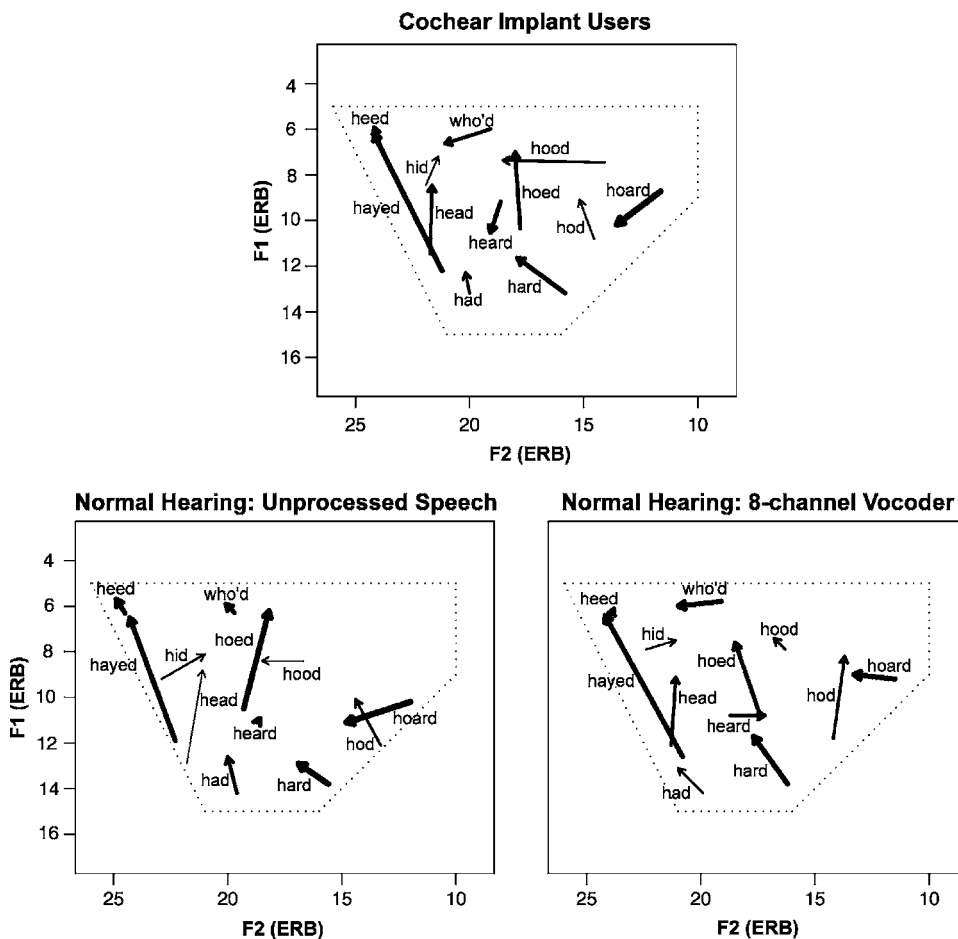 Cochear Implant Users
4
6
8
10
12
14
16
F1 (ERB)
heed
who'd
hood
hid
hoed
hoard
hayed
head
hod
heard
had
hard
25
20
15
10
F2 (ERB)
Normal Hearing: Unprocessed Speech
4
6
8
10
12
14
16
F1 (ERB)
heed
who'd
hoed
hid
hood
hayed
head
hoard
heard
hod
had
hard
25
20
15
10
F2 (ERB)
Normal Hearing: 8-channel Vocoder
heed
who'd
hid
hood
hoed
hoard
hayed
head
hod
heard
had
hard
25
20
15
10
F2 (ERB)